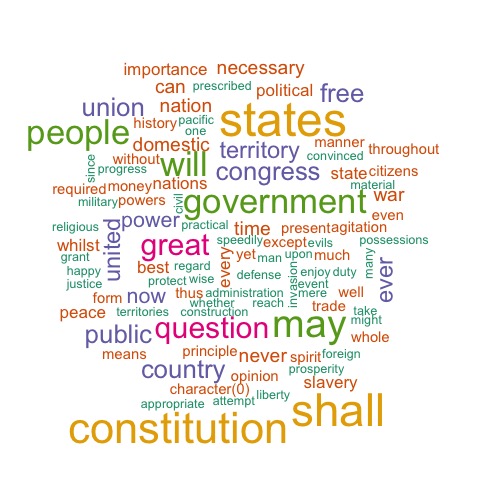 importance necessary
can prescribed political free
union nation
history pacific states
people one
domestic manner throughout
since without will territory convinced
progress congress state citizens
required money nations material
military powers civil government war
even
religious power practical time present agitation possessions
whilst united great speedily except evils
grant every yet man upon much many
happy best regard defense invasion enjoy duty ever
justice protect wise event
form now thus administration mere well
whether reach trade
peace territories construction take
public question may might
whole
means principle never spirit foreign
country opinion prosperity
character(0) slavery
appropriate attempt liberty
constitution shall